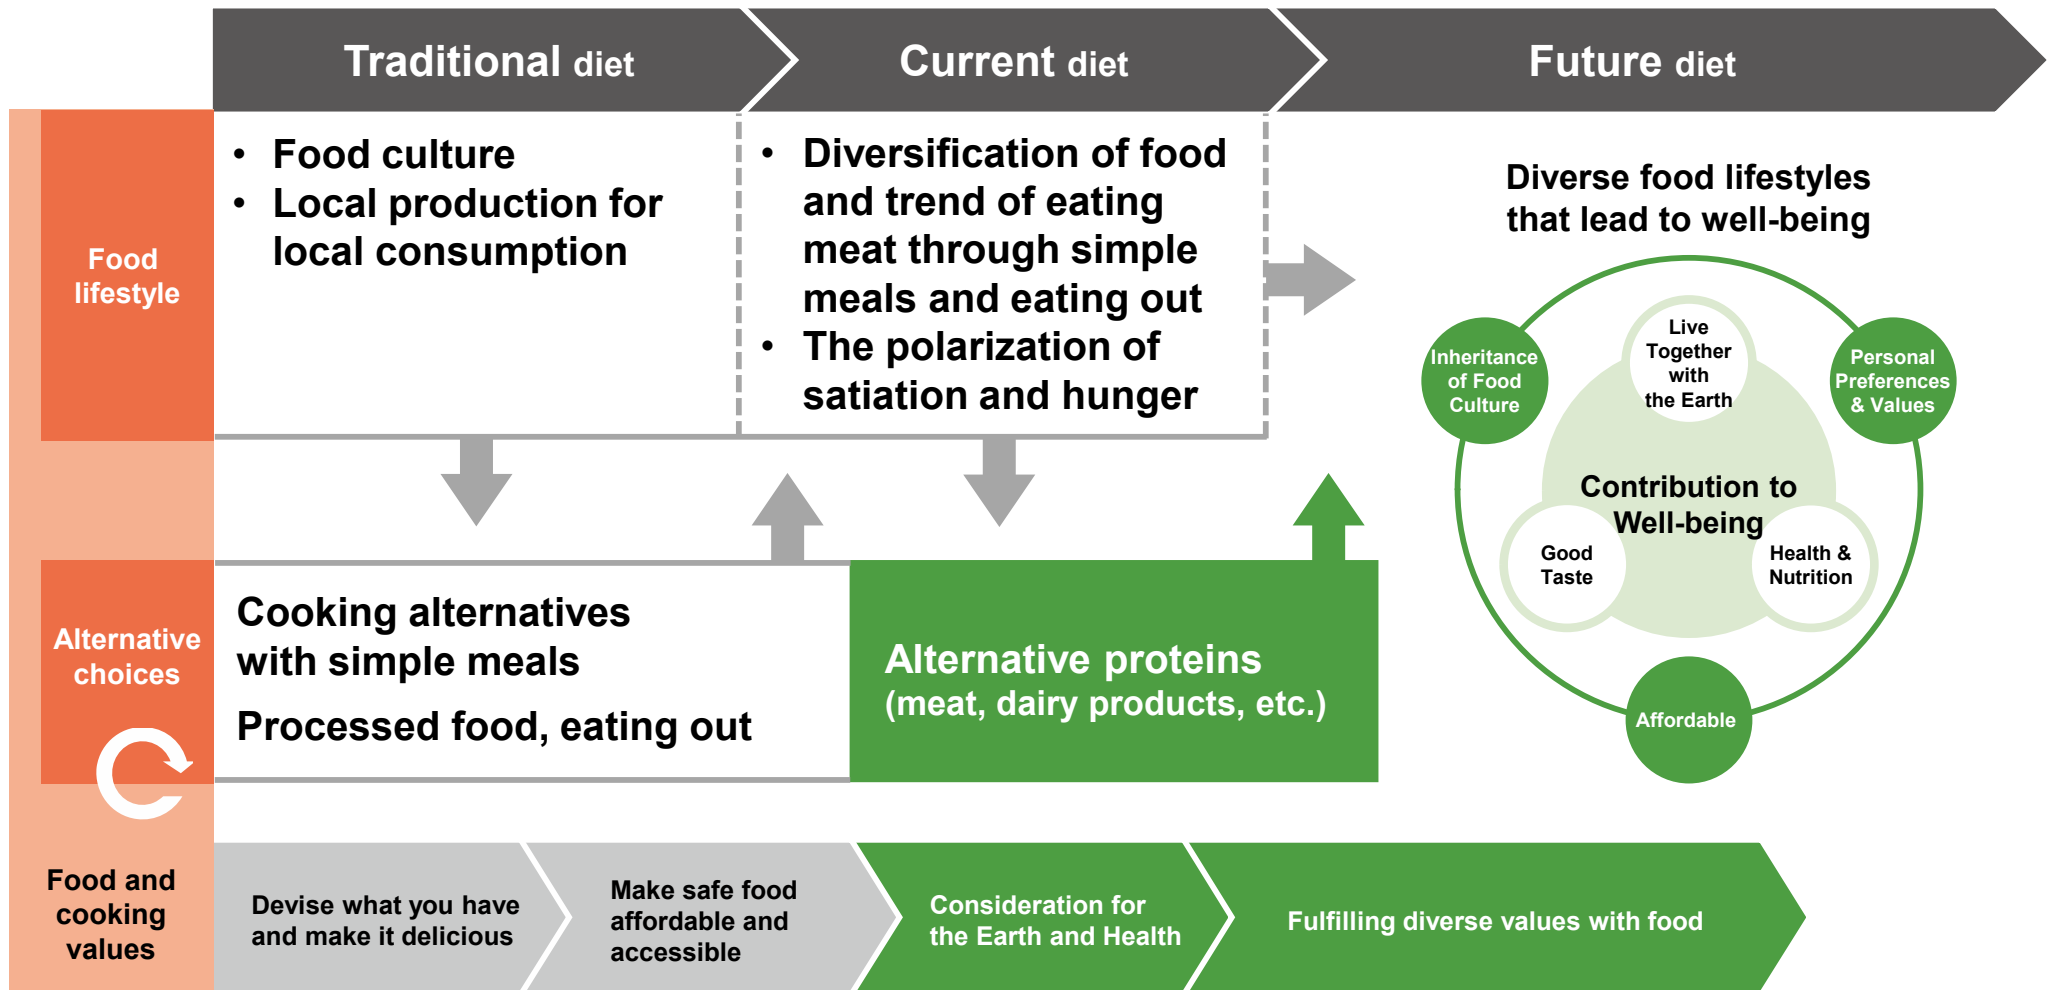 Traditional diet
Current diet
Future diet
Food
lifestyle
• Food culture
• Local production for
local consumption
• Diversification of food
and trend of eating
meat through simple
meals and eating out
• The polarization of
satiation and hunger
Diverse food lifestyles
that lead to well-being
Inheritance
of Food
Culture
Live
Together
with
the Earth
Personal
Preferences
& Values
Contribution to
Well-being
Good
Taste
Health &
Nutrition
Affordable
Alternative
choices
Cooking alternatives
with simple meals
Processed food, eating out
Alternative proteins
(meat, dairy products, etc.)
Food and
cooking
values
Devise what you have
and make it delicious
Make safe food
affordable and
accessible
Consideration for
the Earth and Health
Fulfilling diverse values with food